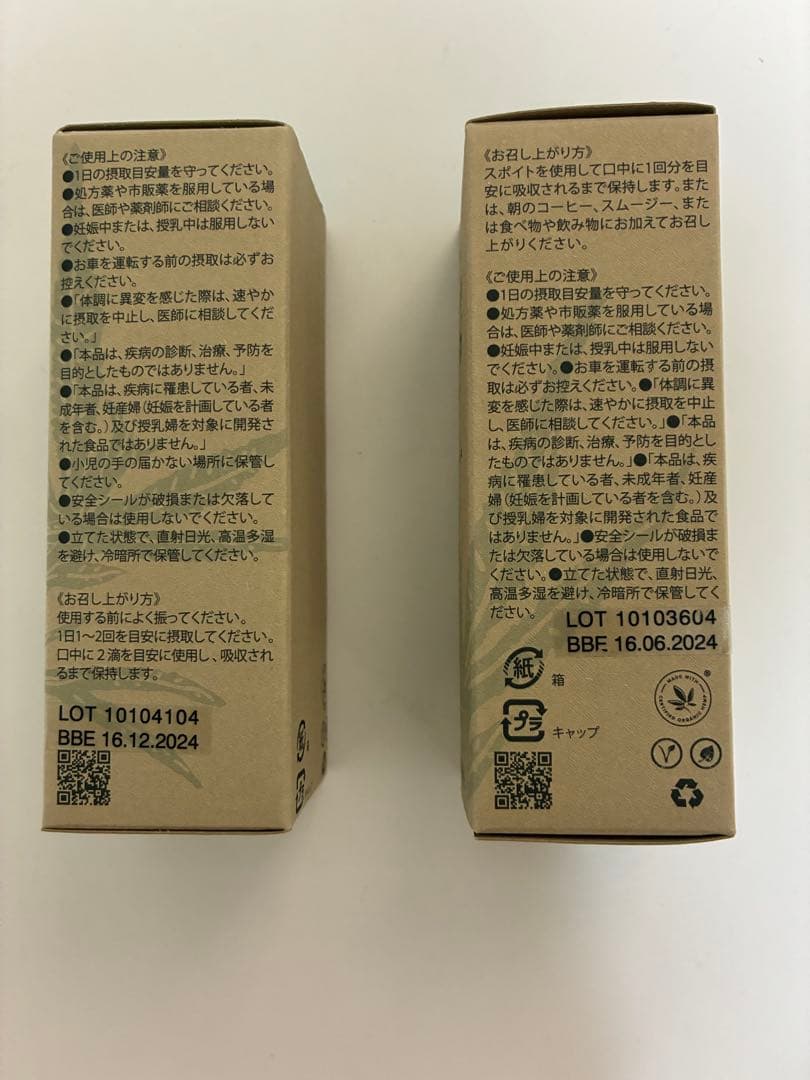 《ご使用上の注意》
●1日の摂取目安量を守ってください。
●処方薬や市販薬を服用している場
合は、医師や薬剤師にご相談ください。
●妊娠中または、授乳中は服用しない
でください。
●お車を運転する前の摂取は必ずお
控えください。
●「体調に異変を感じた際は、速やか
に摂取を中止し、医師に相談してくだ
さい。」
●「本品は、疾病の診断、治療、予防を
目的としたものではありません。」
●「本品は、疾病に罹患している者、未
成年者、妊産婦(妊娠を計画している者
を含む。)及び授乳婦を対象に開発さ
れた食品ではありません。」
●小児の手の届かない場所に保管し
てください。
●安全シールが破損または欠落して
いる場合は使用しないでください。
●立てた状態で、直射日光、高温多湿
を避け、冷暗所で保管してください。
《お召し上がり方》
使用する前によく振ってください。
1日1〜2回を目安に摂取してください。
口中に2滴を目安に使用し、吸収され
るまで保持します。
LOT 10104104
BBE 16.12.2024
《お召し上がり方》
スポイトを使用して口中に1回分を目
安に吸収されるまで保持します。また
は、朝のコーヒー、スムージー、また
は食べ物や飲み物にお加えてお召し
上がりください。
《ご使用上の注意》
●1日の摂取目安量を守ってください。
●処方薬や市販薬を服用している場
合は、医師や薬剤師にご相談ください。
●妊娠中または、授乳中は服用しない
でください。●お車を運転する前の摂
取は必ずお控えください。●「体調に異
変を感じた際は、速やかに摂取を中止
し、医師に相談してください。」●「本品
は、疾病の診断、治療、予防を目的とし
たものではありません。」●「本品は、疾
病に罹患している者、未成年者、妊産
婦(妊娠を計画している者を含む。)及
び授乳婦を対象に開発された食品で
はありません。」●安全シールが破損ま
たは欠落している場合は使用しないで
ください。●立てた状態で、直射日光、
高温多湿を避け、冷暗所で保管してく
ださい。
LOT 10103604
BBE 16.06.2024
紙
箱
プラ
キャップ
MADE WITH
CERTIFIED ORGANIC HEMP
®
V